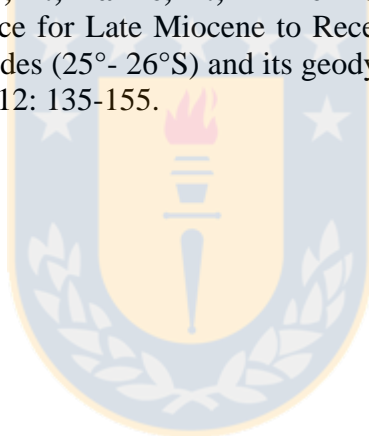 ce for Late Miocene to Rece
des (25°- 26°S) and its geody
12: 135-155.